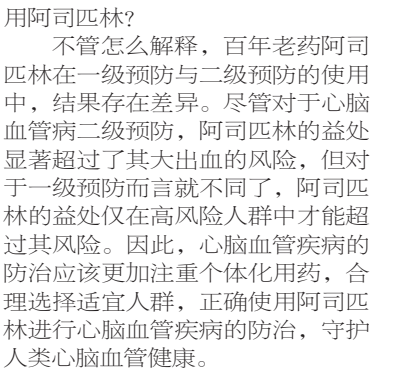 用阿司匹林?
不管怎么解释，百年老药阿司
匹林在一级预防与二级预防的使用
中，结果存在差异。尽管对于心脑
血管病二级预防，阿司匹林的益处
显著超过了其大出血的风险，但对
于一级预防而言就不同了，阿司匹
林的益处仅在高风险人群中才能超
过其风险。因此，心脑血管疾病的
防治应该更加注重个体化用药，合
理选择适宜人群，正确使用阿司匹
林进行心脑血管疾病的防治，守护
人类心脑血管健康。